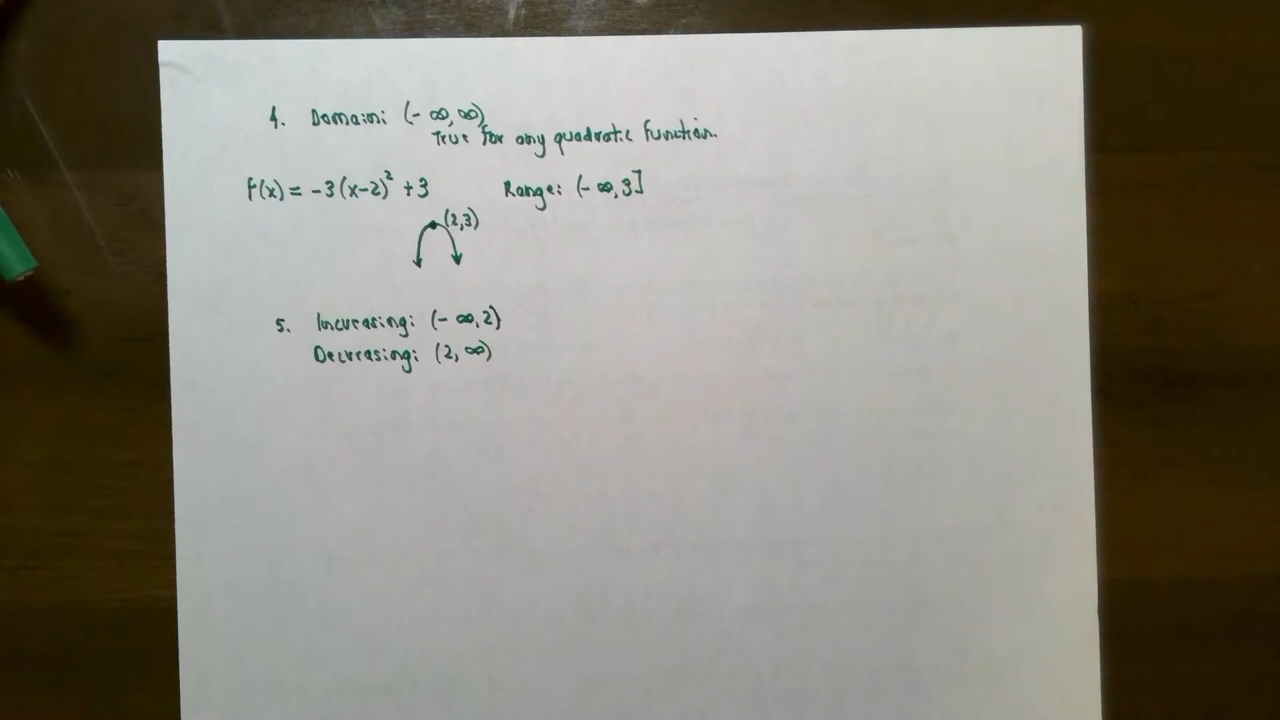 4. Domain: (-∞,∞)
True for any quadratic function.
f(x) = -3(x-2)² +3 Range: (-∞,3]
(2,3)
5. Increasing: (-∞,2)
Decreasing: (2,∞)